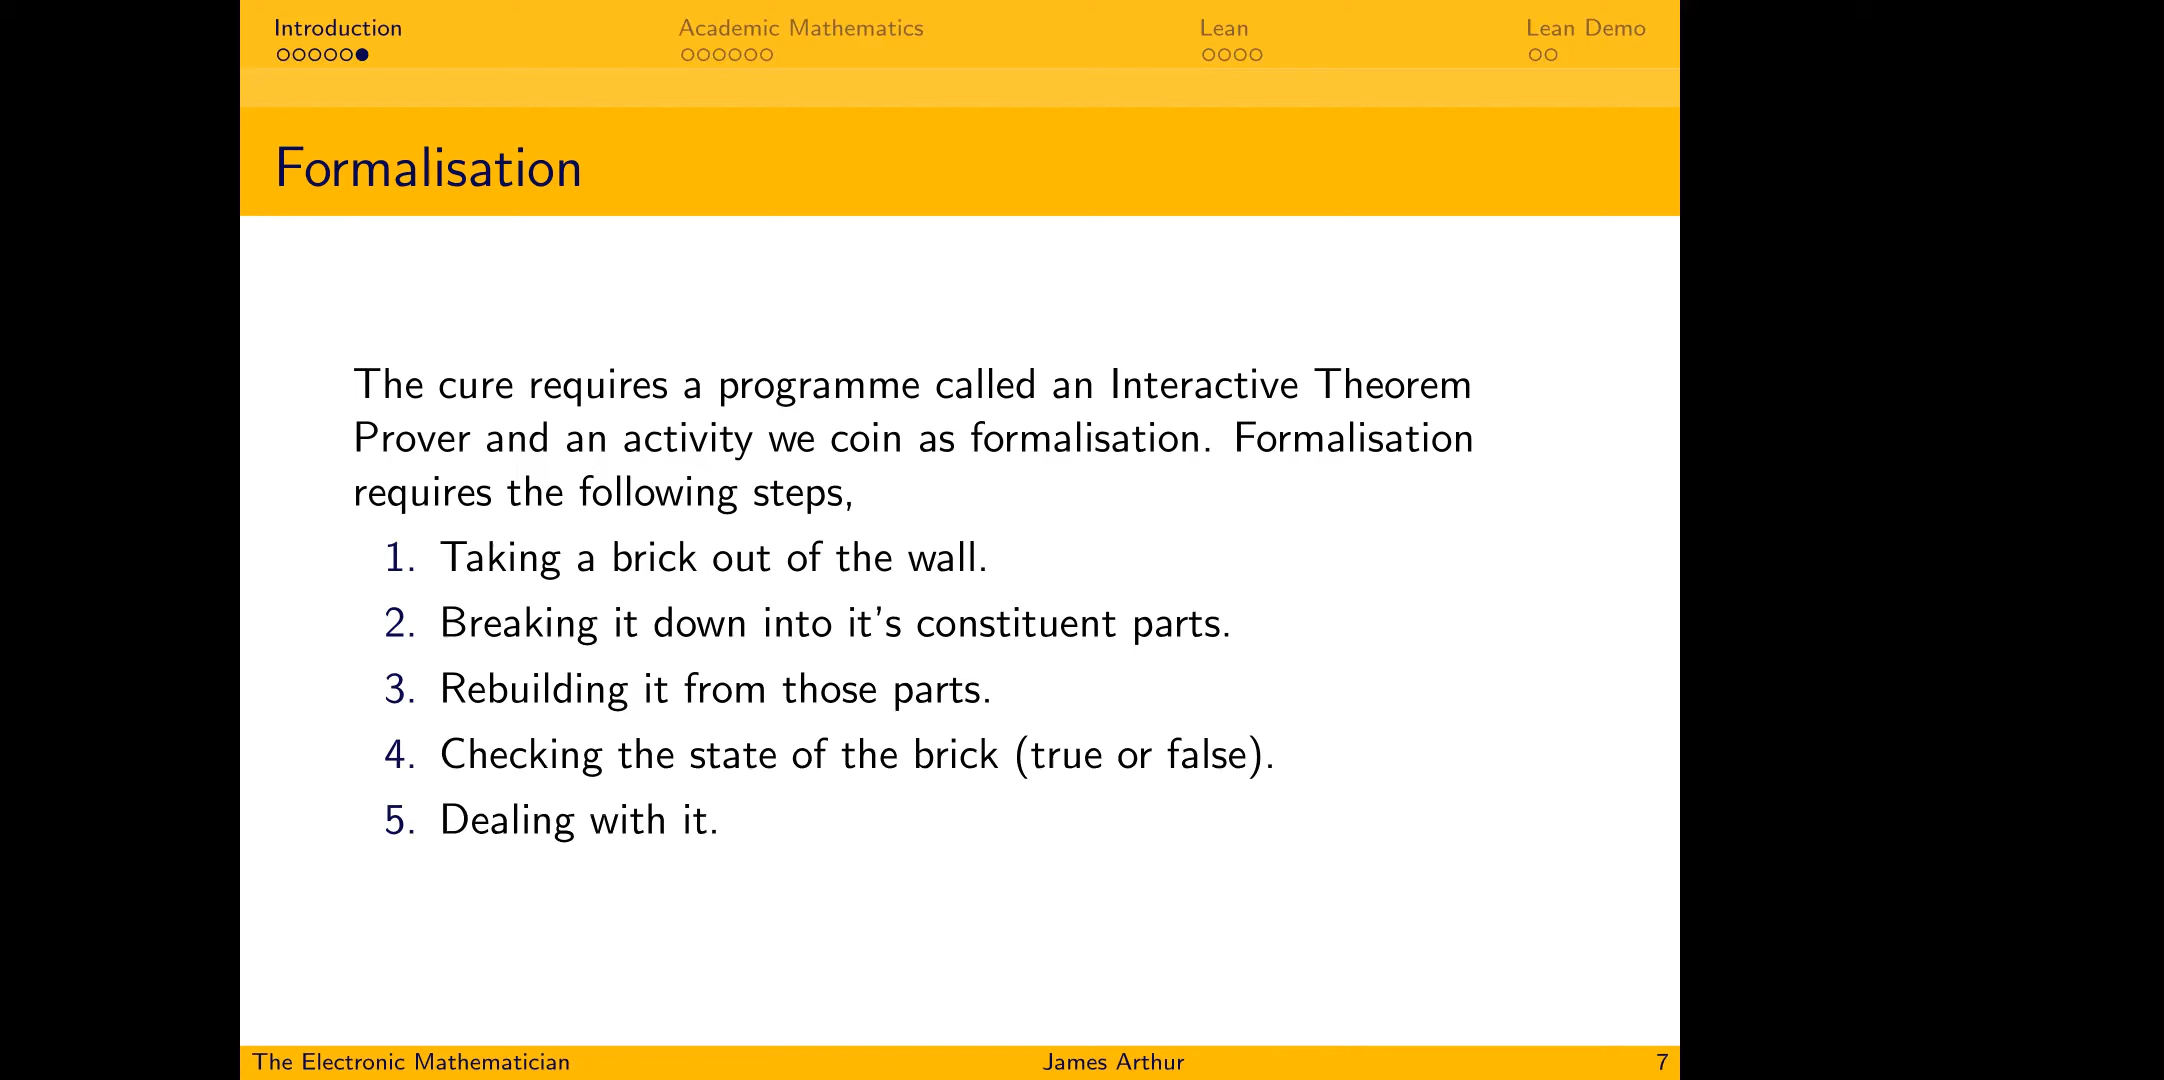 Introduction
Academic Mathematics
Lean
Lean Demo
Formalisation
The cure requires a programme called an Interactive Theorem
Prover and an activity we coin as formalisation. Formalisation
requires the following steps,
1. Taking a brick out of the wall.
2. Breaking it down into it's constituent parts.
3. Rebuilding it from those parts.
4. Checking the state of the brick (true or false).
5. Dealing with it.
The Electronic Mathematician
James Arthur
7